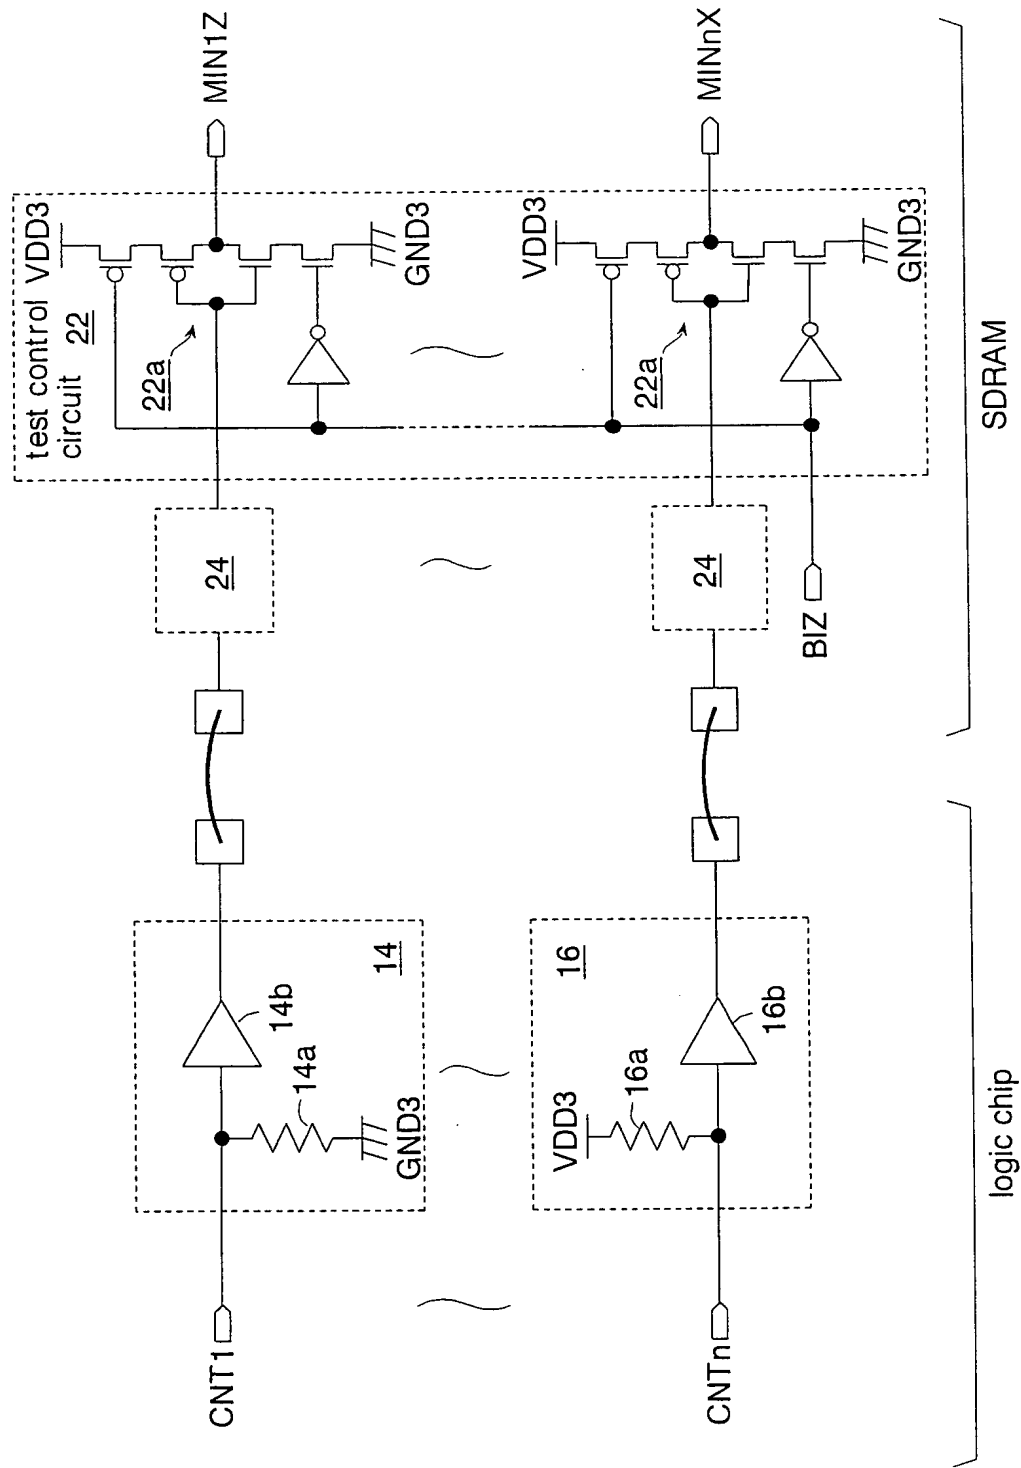 test control
circuit 22
VDD3
22a
GND3
MIN1Z
VDD3
22a
GND3
MINnX
24
24
BIZ
SDRAM
14
14b
14a
GND3
CNT1
16
16b
16a
VDD3
CNTn
logic chip